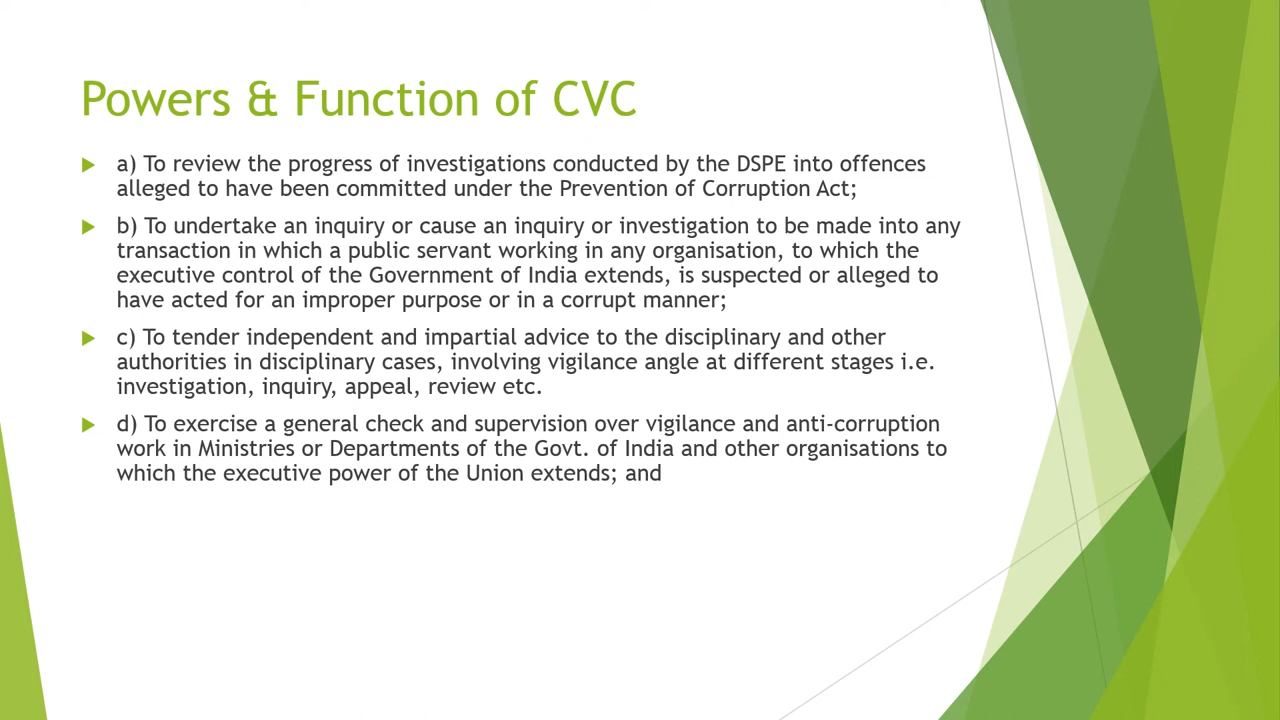 Powers & Function of CVC
a) To review the progress of investigations conducted by the DSPE into offences
alleged to have been committed under the Prevention of Corruption Act;
b) To undertake an inquiry or cause an inquiry or investigation to be made into any
transaction in which a public servant working in any organisation, to which the
executive control of the Government of India extends, is suspected or alleged to
have acted for an improper purpose or in a corrupt manner;
c) To tender independent and impartial advice to the disciplinary and other
authorities in disciplinary cases, involving vigilance angle at different stages i.e.
investigation, inquiry, appeal, review etc.
d) To exercise a general check and supervision over vigilance and anti-corruption
work in Ministries or Departments of the Govt. of India and other organisations to
which the executive power of the Union extends; and